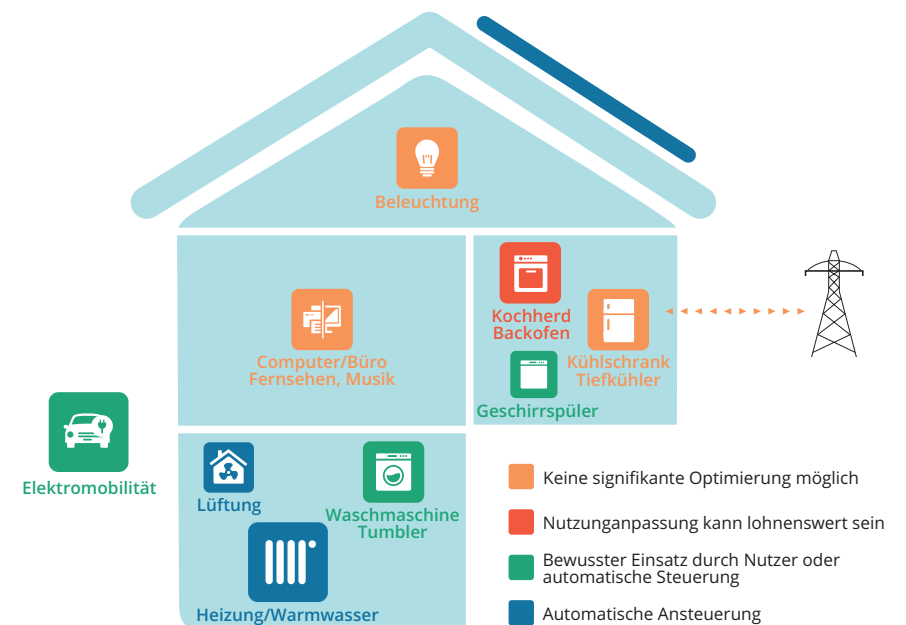 Beleuchtung
Computer/Büro
Fernsehen, Musik
Kochherd
Backofen
Kühlschrank
Tiefkühler
Geschirrspüler
Elektromobilität
Lüftung
Waschmaschine
Tumbler
Heizung/Warmwasser
Keine signifikante Optimierung möglich
Nutzunganpassung kann lohnenswert sein
Bewusster Einsatz durch Nutzer oder
automatische Steuerung
Automatische Ansteuerung